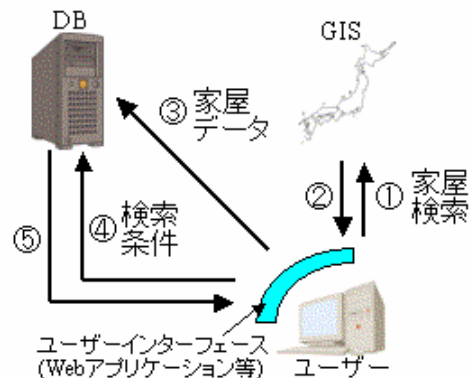 DB
GIS
③ 家屋
データ
② ① 家屋
検索
⑤ ④ 検索
条件
ユーザーインターフェース
(Webアプリケーション等)
ユーザー